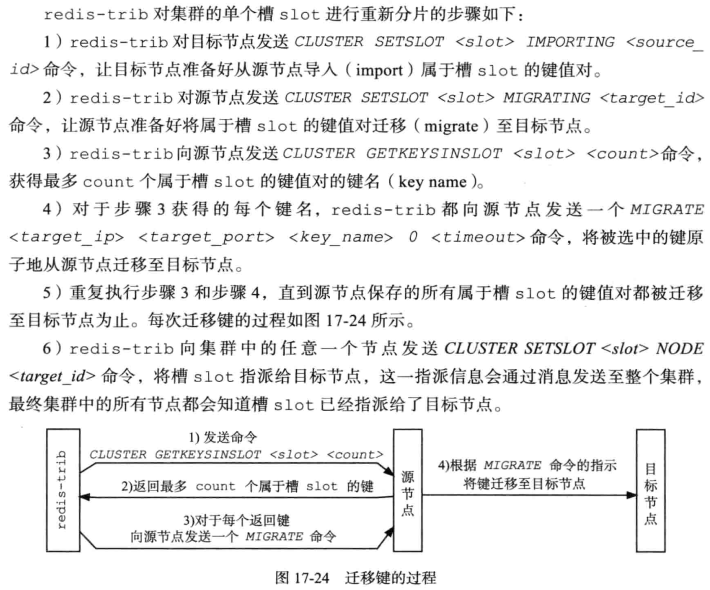 redis-trib 对集群的单个槽 slot 进行重新分片的步骤如下：
1）redis-trib 对目标节点发送 CLUSTER SETSLOT <slot> IMPORTING <source_
id> 命令，让目标节点准备好从源节点导入（import）属于槽 slot 的键值对。
2）redis-trib 对源节点发送 CLUSTER SETSLOT <slot> MIGRATING <target_id>
命令，让源节点准备好将属于槽 slot 的键值对迁移（migrate）至目标节点。
3）redis-trib 向源节点发送 CLUSTER GETKEYSINSLOT <slot> <count>命令，
获得最多 count 个属于槽 slot 的键值对的键名（key name）。
4）对于步骤 3 获得的每个键名，redis-trib 都向源节点发送一个 MIGRATE
<target_ip> <target_port> <key_name> 0 <timeout> 命令，将被选中的键原
子地从源节点迁移至目标节点。
5）重复执行步骤 3 和步骤 4，直到源节点保存的所有属于槽 slot 的键值对都被迁移
至目标节点为止。每次迁移键的过程如图 17-24 所示。
6）redis-trib 向集群中的任意一个节点发送 CLUSTER SETSLOT <slot> NODE
<target_id> 命令，将槽 slot 指派给目标节点，这一指派信息会通过消息发送至整个集群，
最终集群中的所有节点都会知道槽 slot 已经指派给了目标节点。
redis-trib
1) 发送命令
CLUSTER GETKEYSINSLOT <slot> <count>
2)返回最多 count 个属于槽 slot 的键
3)对于每个返回键
向源节点发送一个 MIGRATE 命令
源节点
4)根据 MIGRATE 命令的指示
将键迁移至目标节点
目标节点
图 17-24 迁移键的过程